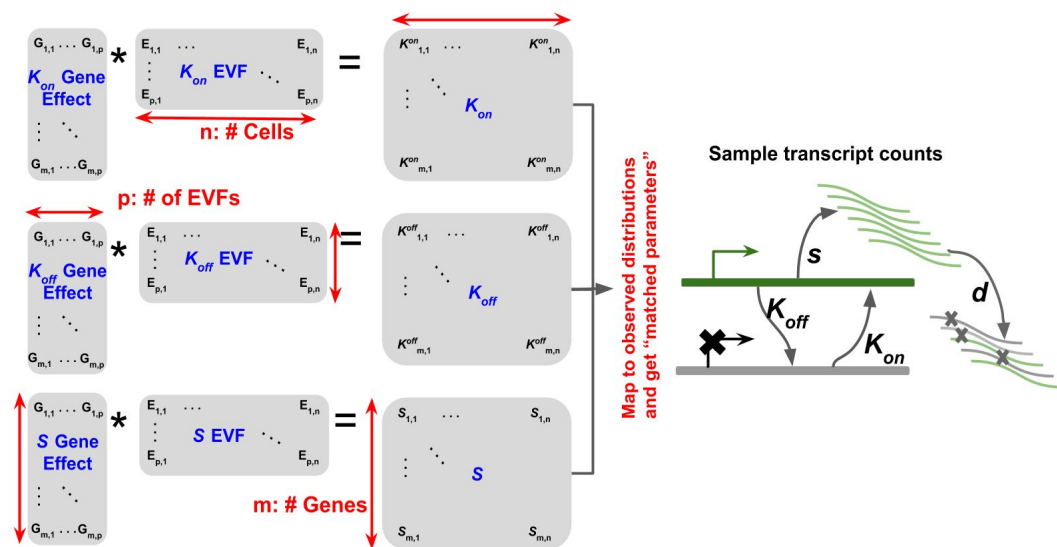 G1,1 . . . G1,p
Kon Gene
Effect
Gm,1 . . . Gm,p
*
E1,1 ... E1,n
Kon EVF
Ep,1 Ep,n
=
Kon1,1 ... Kon1,n
Kon
Konm,1 Konm,n
n: # Cells
p: # of EVFs
G1,1 . . . G1,p
Koff Gene
Effect
Gm,1 . . . Gm,p
*
E1,1 ... E1,n
Koff EVF
Ep,1 Ep,n
=
Koff1,1 ... Koff1,n
Koff
Koffm,1 Koffm,n
G1,1 . . . G1,p
S Gene
Effect
Gm,1 . . . Gm,p
*
E1,1 ... E1,n
S EVF
Ep,1 Ep,n
=
S1,1 ... S1,n
S
Sm,1 Sm,n
m: # Genes
Map to observed distributions
and get “matched parameters”
Sample transcript counts
s
d
Koff
Kon